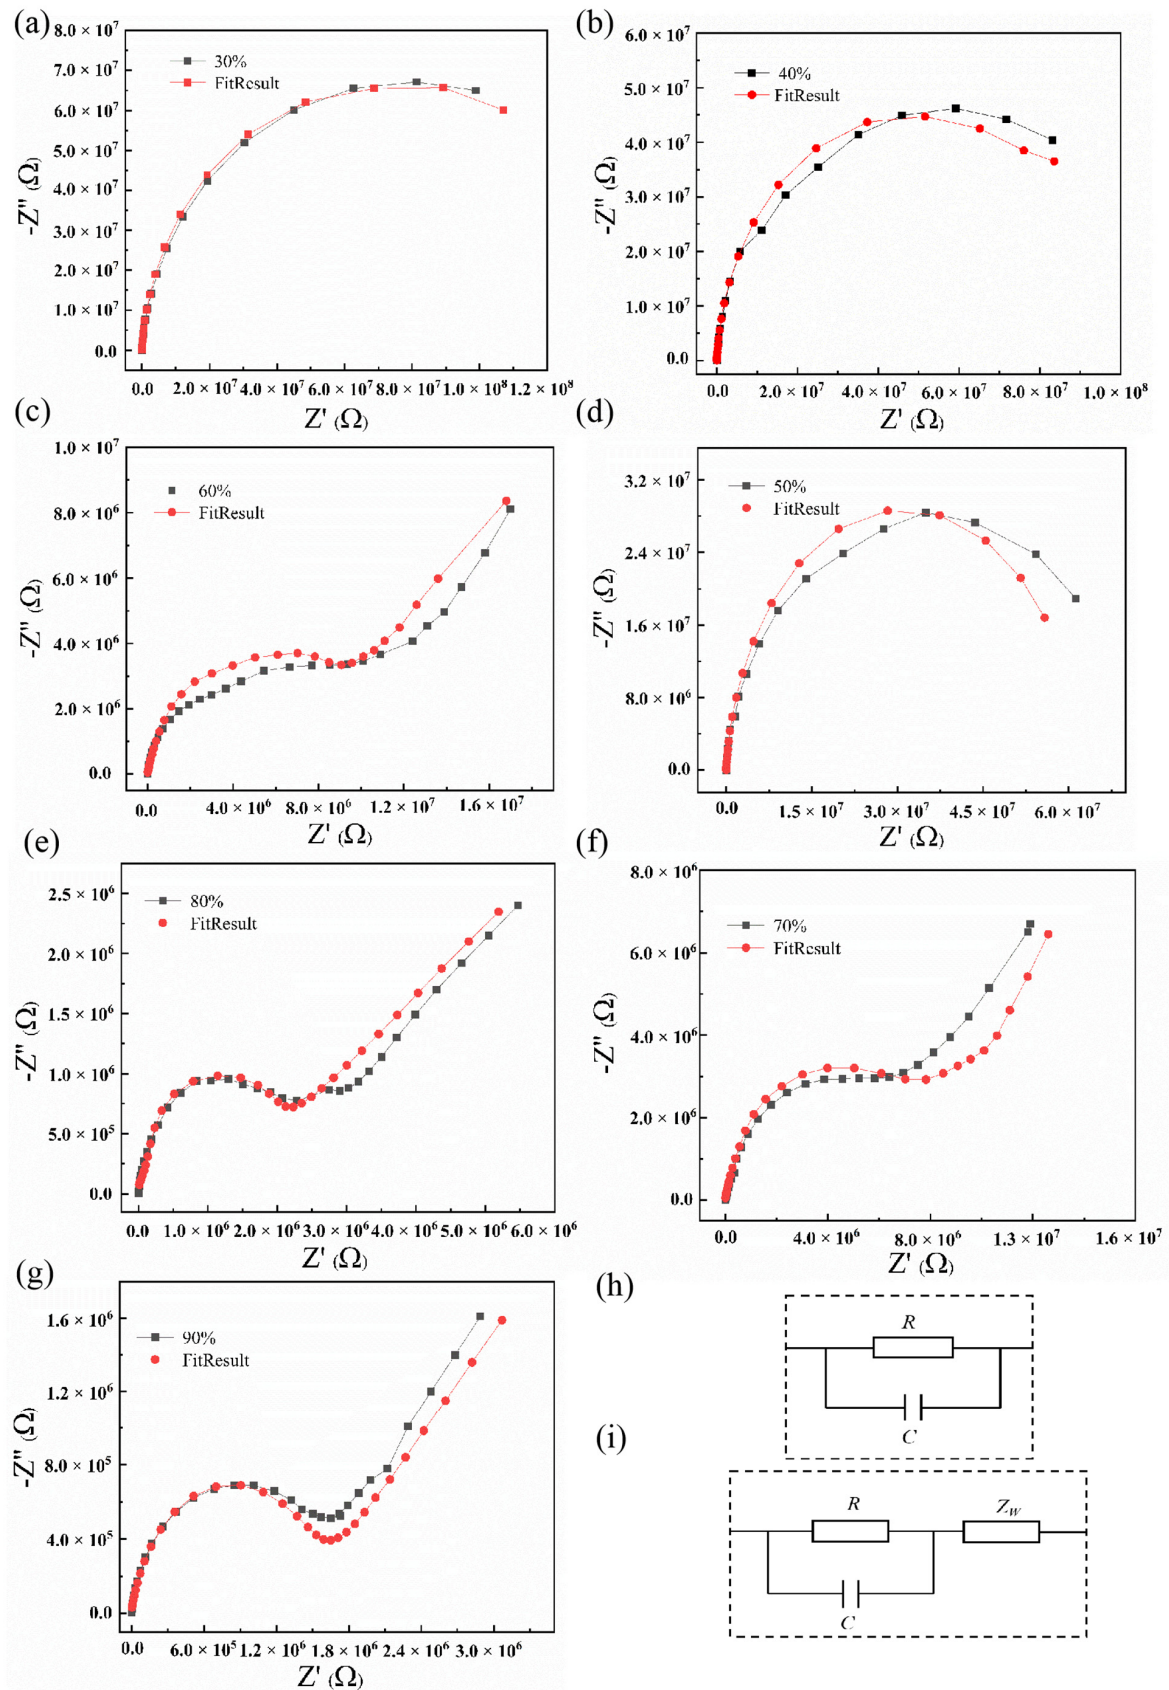 (a)
8.0 × 10⁷
7.0 × 10⁷
6.0 × 10⁷
5.0 × 10⁷
4.0 × 10⁷
3.0 × 10⁷
2.0 × 10⁷
1.0 × 10⁷
0.0
-Z'' (Ω)
30%
FitResult
0.0 2.0 × 10⁷ 4.0 × 10⁷ 6.0 × 10⁷ 8.0 × 10⁷ 1.0 × 10⁸ 1.2 × 10⁸
Z' (Ω)
(b)
6.0 × 10⁷
5.0 × 10⁷
4.0 × 10⁷
3.0 × 10⁷
2.0 × 10⁷
1.0 × 10⁷
0.0
-Z'' (Ω)
40%
FitResult
0.0 2.0 × 10⁷ 4.0 × 10⁷ 6.0 × 10⁷ 8.0 × 10⁷ 1.0 × 10⁸
Z' (Ω)
(c)
1.0 × 10⁷
8.0 × 10⁶
6.0 × 10⁶
4.0 × 10⁶
2.0 × 10⁶
0.0
-Z'' (Ω)
60%
FitResult
0.0 4.0 × 10⁶ 8.0 × 10⁶ 1.2 × 10⁷ 1.6 × 10⁷
Z' (Ω)
(d)
3.2 × 10⁷
2.4 × 10⁷
1.6 × 10⁷
8.0 × 10⁶
0.0
-Z'' (Ω)
50%
FitResult
0.0 1.5 × 10⁷ 3.0 × 10⁷ 4.5 × 10⁷ 6.0 × 10⁷
Z' (Ω)
(e)
2.5 × 10⁶
2.0 × 10⁶
1.5 × 10⁶
1.0 × 10⁶
5.0 × 10⁵
0.0
-Z'' (Ω)
80%
FitResult
0.0 1.0 × 10⁶ 2.0 × 10⁶ 3.0 × 10⁶ 4.0 × 10⁶ 5.0 × 10⁶ 6.0 × 10⁶
Z' (Ω)
(f)
8.0 × 10⁶
6.0 × 10⁶
4.0 × 10⁶
2.0 × 10⁶
0.0
-Z'' (Ω)
70%
FitResult
0.0 4.0 × 10⁶ 8.0 × 10⁶ 1.3 × 10⁷ 1.6 × 10⁷
Z' (Ω)
(g)
1.6 × 10⁶
1.2 × 10⁶
8.0 × 10⁵
4.0 × 10⁵
0.0
-Z'' (Ω)
90%
FitResult
0.0 6.0 × 10⁵ 1.8 × 10⁶ 1.6 × 10⁶ 2.4 × 10⁶ 3.0 × 10⁶
Z' (Ω)
(h)
R
C
(i)
R
Z_W
C